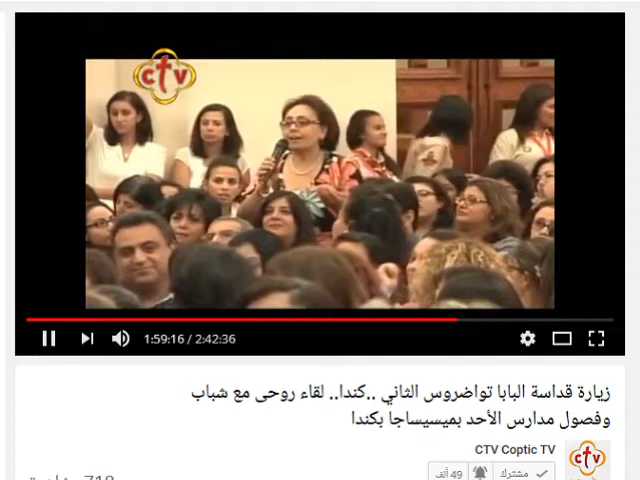 CTV
1:59:16 / 2:42:36
زيارة قداسة البابا تواضروس الثاني ..كندا.. لقاء روحى مع شباب
وفصول مدارس الأحد بميسيساجا بكندا
CTV Coptic TV
CTV
مشترك 49 ألف